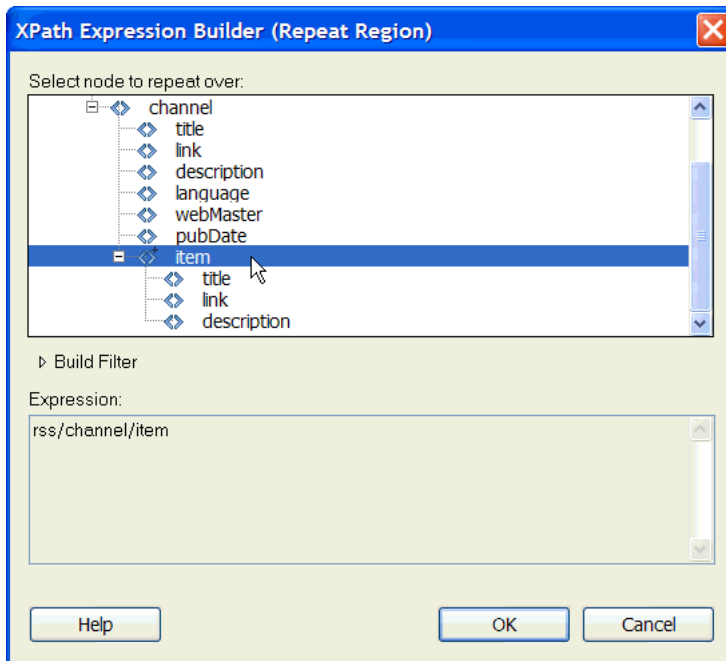 XPath Expression Builder (Repeat Region)
Select node to repeat over:
channel
title
link
description
language
webMaster
pubDate
item
title
link
description
Build Filter
Expression:
rss/channel/item
Help
OK
Cancel